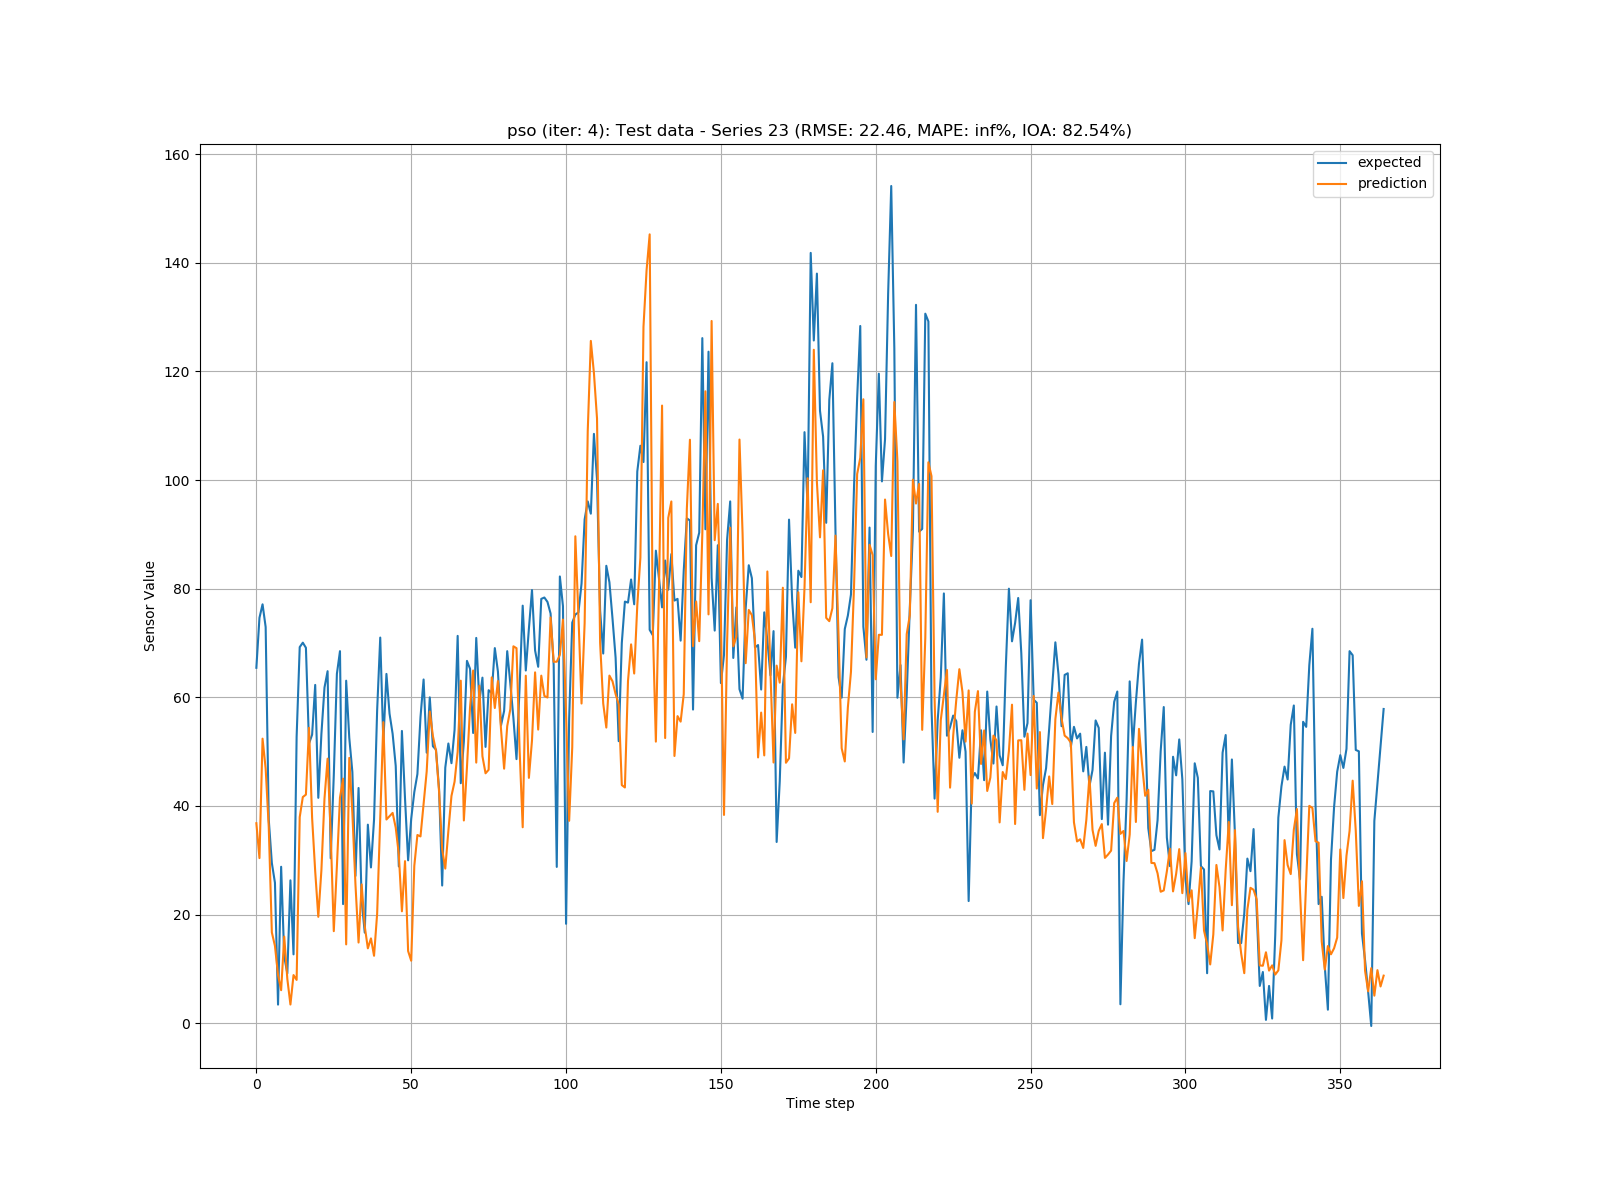 pso (iter: 4): Test data - Series 23 (RMSE: 22.46, MAPE: inf%, IOA: 82.54%)
expected
prediction
160
140
120
100
80
60
40
20
0
Sensor Value
0 50 100 150 200 250 300 350
Time step